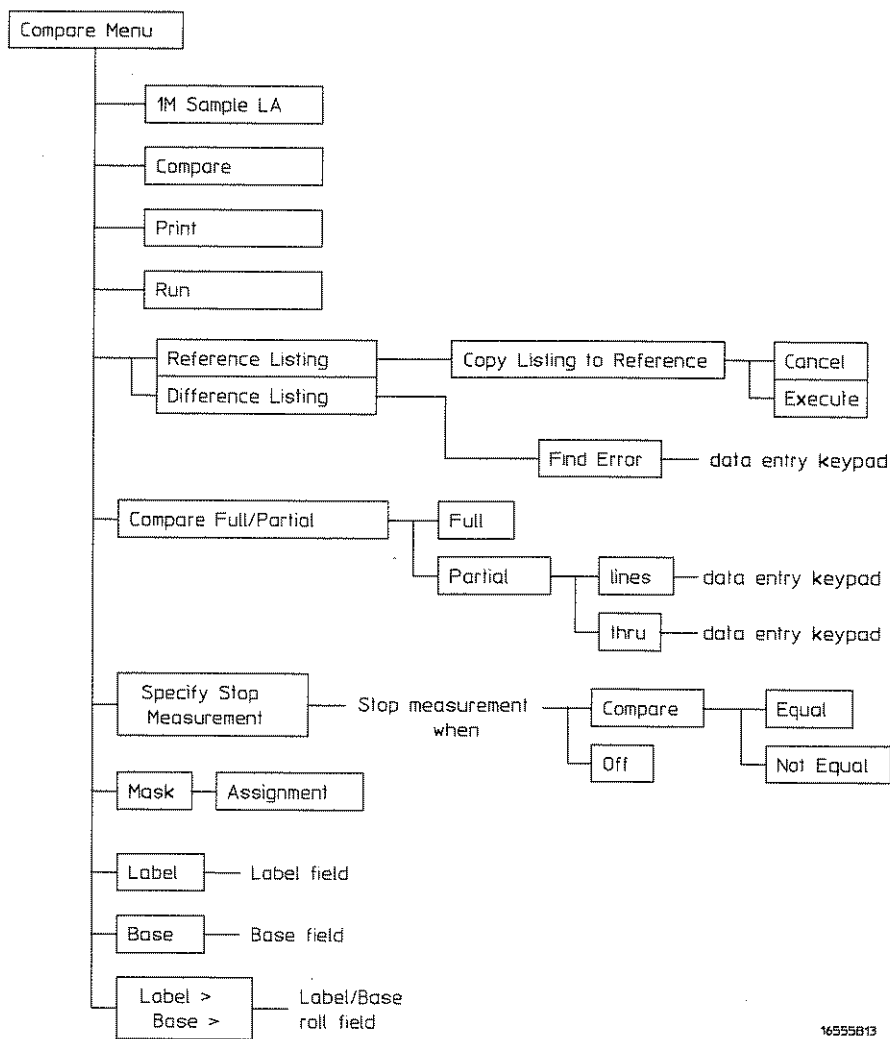 Compare Menu
1M Sample LA
Compare
Print
Run
Reference Listing
Copy Listing to Reference
Cancel
Difference Listing
Execute
Find Error
data entry keypad
Compare Full/Partial
Full
Partial
lines
data entry keypad
thru
data entry keypad
Specify Stop
Measurement
Stop measurement
when
Compare
Equal
Off
Not Equal
Mask
Assignment
Label
Label field
Base
Base field
Label >
Base >
Label/Base
roll field
16555B13